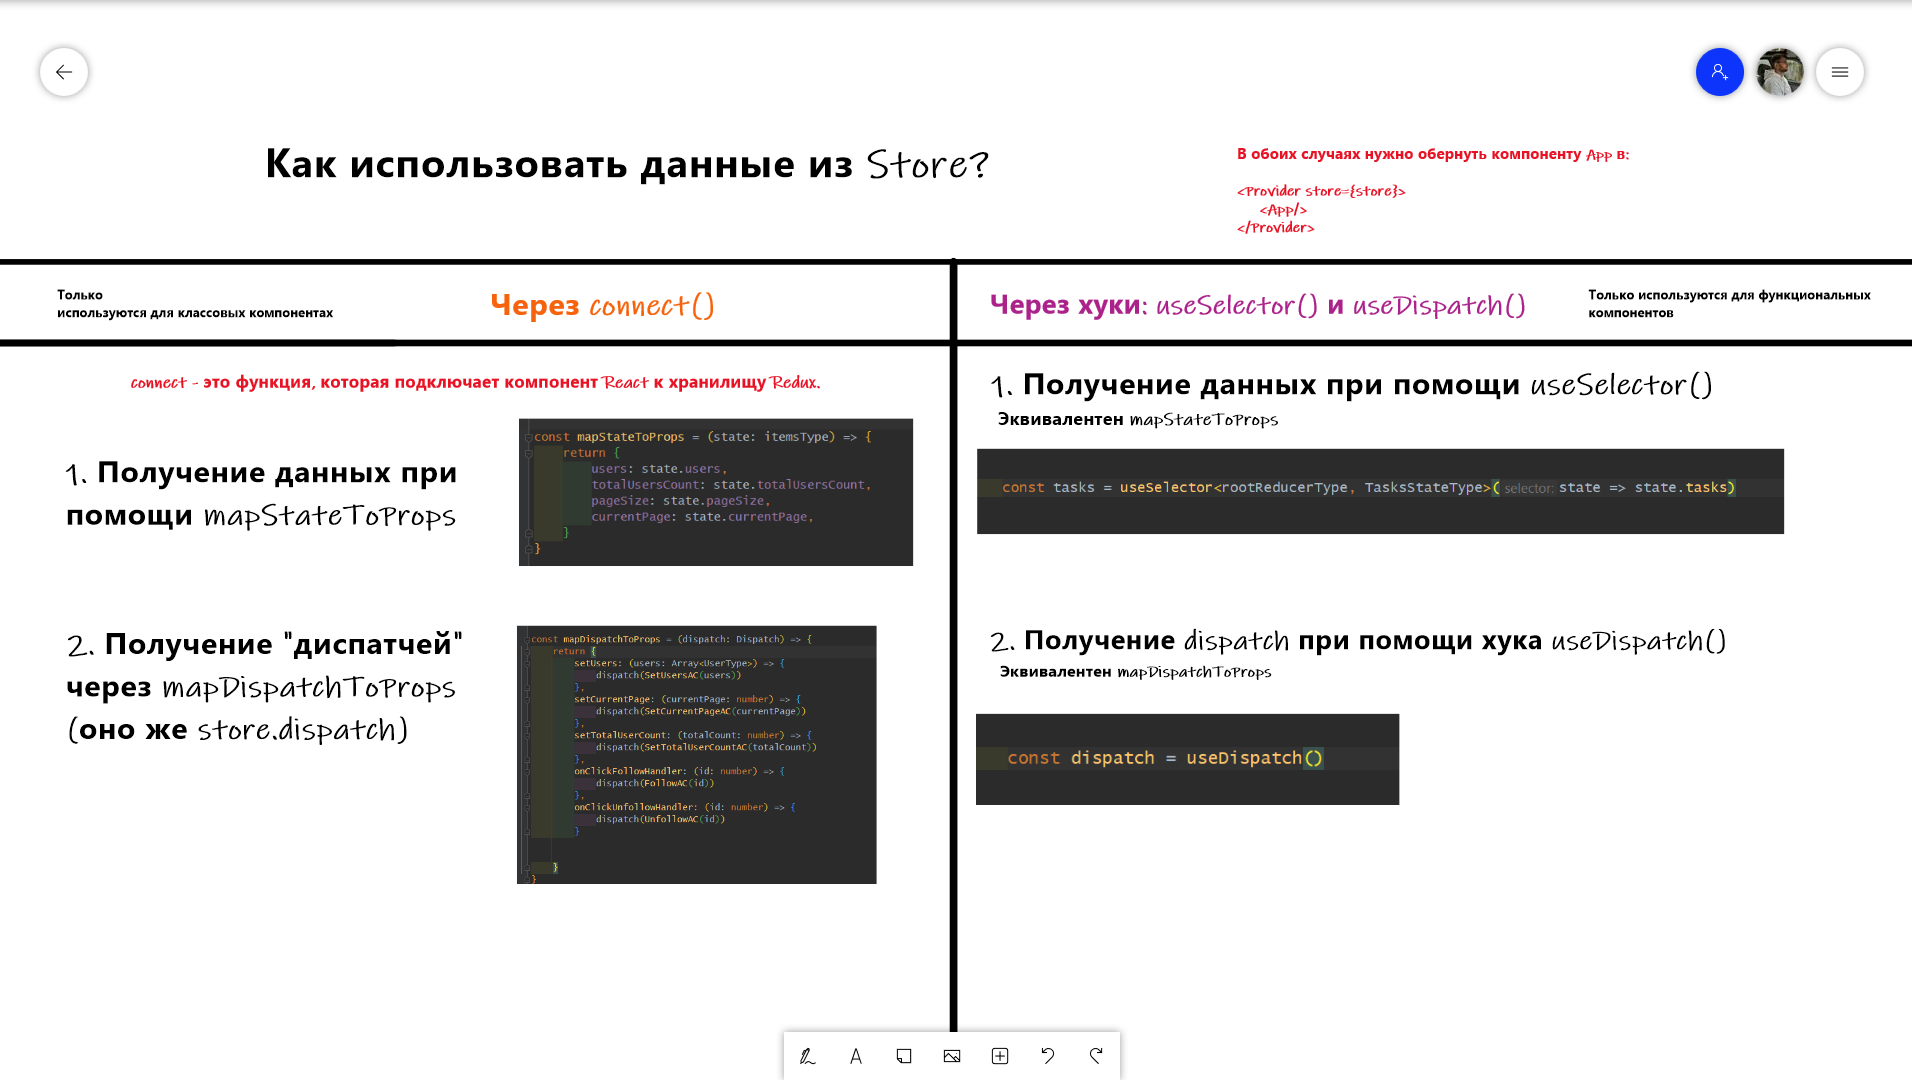 Как использовать данные из Store?
В обоих случаях нужно обернуть компоненту App в:
<Provider store={store}>
<App/>
</Provider>
Только
используются для классовых компонентах
Через connect()
Через хуки: useSelector() и useDispatch()
Только используются для функциональных
компонентов
connect - это функция, которая подключает компонент React к хранилищу Redux.
1. Получение данных при
помощи mapStateToProps
const mapStateToProps = (state: itemsType) => {
return {
users: state.users,
totalUsersCount: state.totalUsersCount,
pageSize: state.pageSize,
currentPage: state.currentPage,
}
}
2. Получение "диспатчей"
через mapDispatchToProps
(оно же store.dispatch)
const mapDispatchToProps = (dispatch: Dispatch) => {
return {
setUsers: (users: Array<UserType>) => {
dispatch(SetUsersAC(users))
},
setCurrentPage: (currentPage: number) => {
dispatch(SetCurrentPageAC(currentPage))
},
setTotalUserCount: (totalCount: number) => {
dispatch(SetTotalUserCountAC(totalCount))
},
onClickFollowHandler: (id: number) => {
dispatch(FollowAC(id))
},
onClickUnfollowHandler: (id: number) => {
dispatch(UnfollowAC(id))
}
}
}
1. Получение данных при помощи useSelector()
Эквивалентен mapStateToProps
const tasks = useSelector<rootReducerType, TasksStateType>( selector: state => state.tasks)
2. Получение dispatch при помощи хука useDispatch()
Эквивалентен mapDispatchToProps
const dispatch = useDispatch()